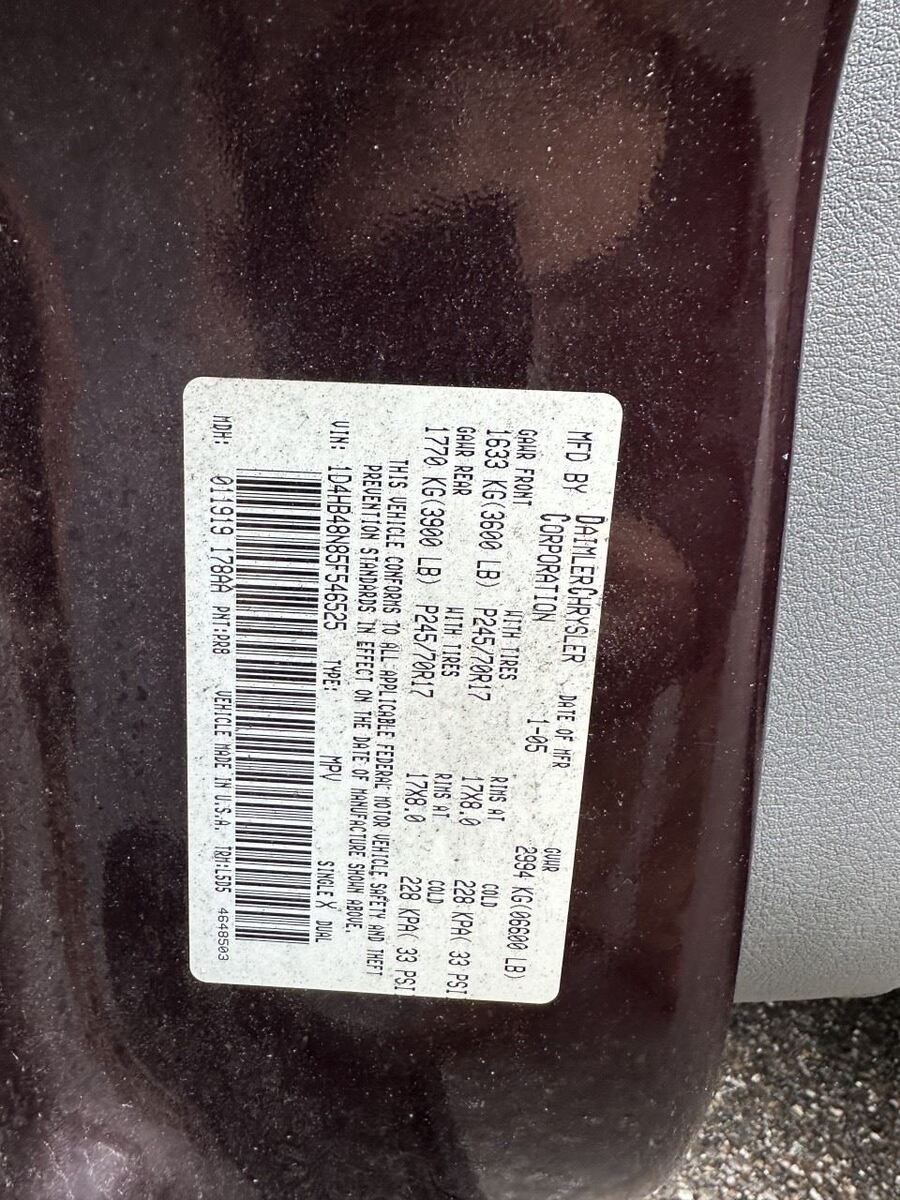 MFD BY DAIMLERCHRYSLER CORPORATION DATE OF MFR 1-05 GVWR 2994 KG(06600 LB)
GAWR FRONT WITH TIRES RIMS AT COLD
1633 KG(3600 LB) P245/70R17 17X8.0 228 KPA( 33 PSI
GAWR REAR WITH TIRES RIMS AT COLD
1770 KG(3900 LB) P245/70R17 17X8.0 228 KPA( 33 PSI
THIS VEHICLE CONFORMS TO ALL APPLICABLE FEDERAL MOTOR VEHICLE SAFETY AND THEFT
PREVENTION STANDARDS IN EFFECT ON THE DATE OF MANUFACTURE SHOWN ABOVE.
VIN: 1D4HB48N85F546525 TYPE: MPV SINGLE X DUAL
MDH: 011919 178AA PNT:PR8 VEHICLE MADE IN U.S.A. TRM:L5D5 4648503